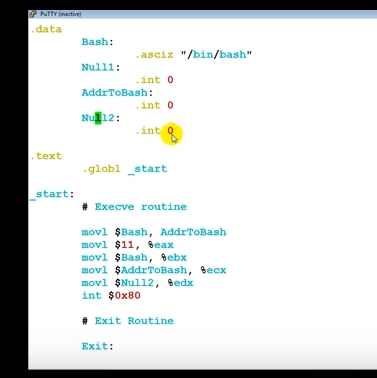 PuTTY (inactive)
.data
Bash:
.asciz "/bin/bash"
Null1:
.int 0
AddrToBash:
.int 0
Null2:
.int 0
.text
.globl _start
_start:
# Execve routine
movl $Bash, AddrToBash
movl $11, %eax
movl $Bash, %ebx
movl $AddrToBash, %ecx
movl $Null2, %edx
int $0x80
# Exit Routine
Exit: